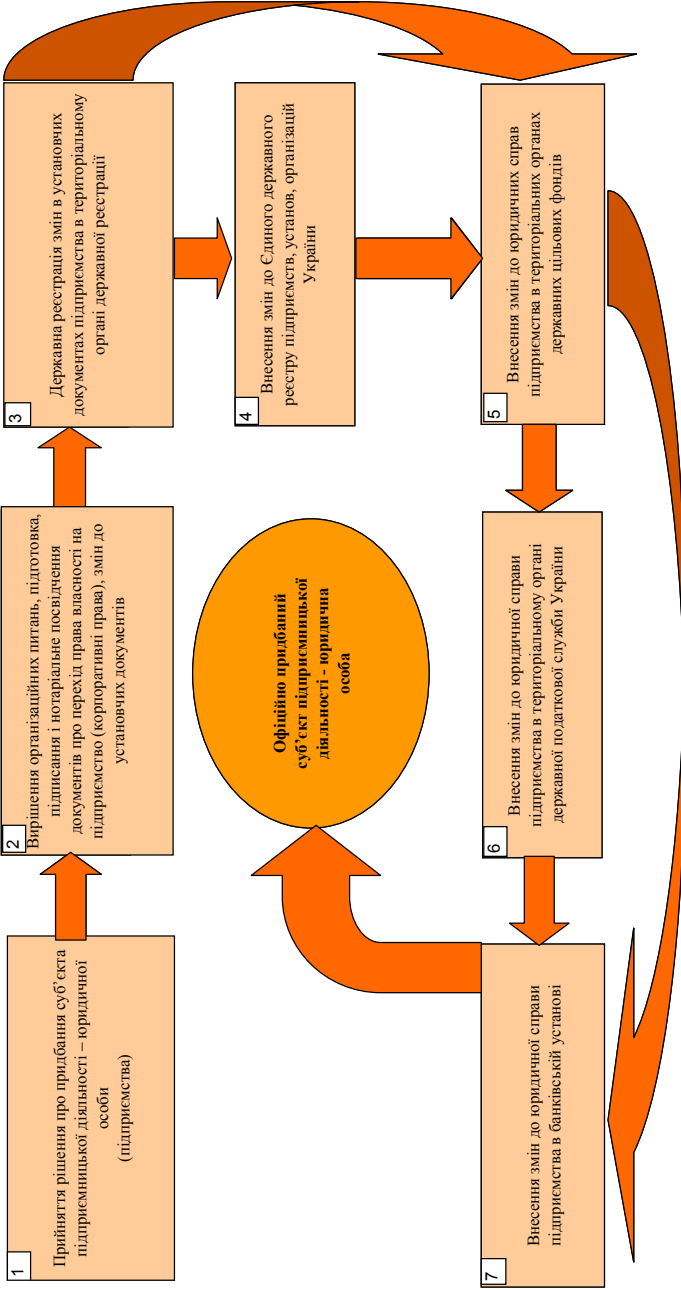 1
Прийняття рішення про придбання суб’єкта
підприємницької діяльності – юридичної
особи
(підприємства)
2
Вирішення організаційних питань, підготовка,
підписання і нотаріальне посвідчення
документів про перехід права власності на
підприємство (корпоративні права), змін до
установчих документів
3
Державна реєстрація змін в установчих
документах підприємства в територіальному
органі державної реєстрації
4
Внесення змін до Єдиного державного
реєстру підприємств, установ, організацій
України
5
Внесення змін до юридичних справ
підприємства в територіальних органах
державних цільових фондів
6
Внесення змін до юридичної справи
підприємства в територіальному органі
державної податкової служби України
7
Внесення змін до юридичної справи
підприємства в банківській установі
Офіційно придбаний
суб’єкт підприємницької
діяльності - юридична
особа